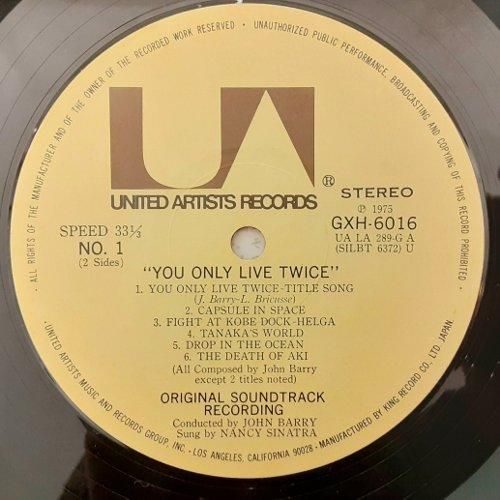 ALL RIGHTS OF THE MANUFACTURER AND OF THE OWNER OF THE RECORDED WORK RESERVED · UNAUTHORIZED PUBLIC PERFORMANCE, BROADCASTING AND COPYING OF THIS RECORD PROHIBITED ·
UA
UNITED ARTISTS RECORDS ®
STEREO
SPEED 33⅓
℗ 1975
NO. 1
GXH-6016
(2 Sides)
UA LA 289-G A
(SILBT 6372) U
"YOU ONLY LIVE TWICE"
1. YOU ONLY LIVE TWICE-TITLE SONG
(J. Barry-L. Bricusse)
2. CAPSULE IN SPACE
3. FIGHT AT KOBE DOCK-HELGA
4. TANAKA'S WORLD
5. DROP IN THE OCEAN
6. THE DEATH OF AKI
(All Composed by John Barry
except 2 titles noted)
ORIGINAL SOUNDTRACK
RECORDING
Conducted by JOHN BARRY
Sung by NANCY SINATRA
· UNITED ARTISTS MUSIC AND RECORDS GROUP, INC. · LOS ANGELES, CALIFORNIA 90028 · MANUFACTURED BY KING RECORD CO., LTD. JAPAN.